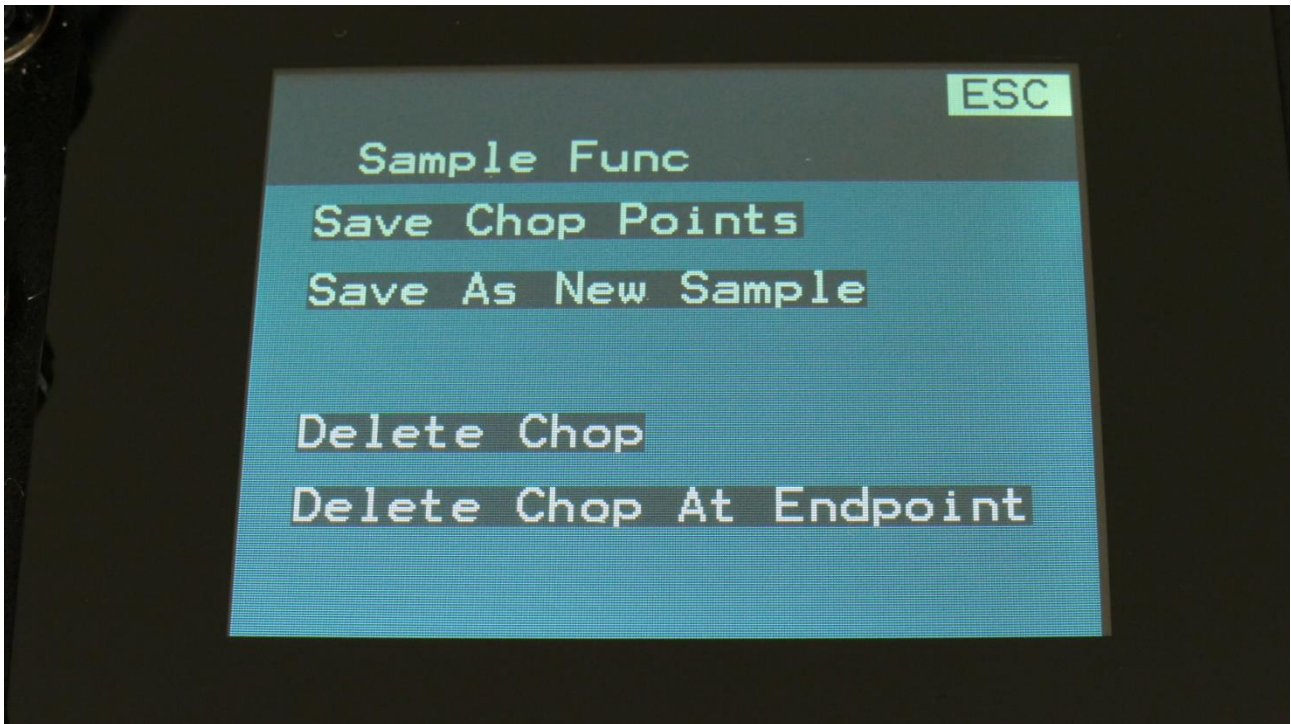 ESC
Sample Func
Save Chop Points
Save As New Sample
Delete Chop
Delete Chop At Endpoint